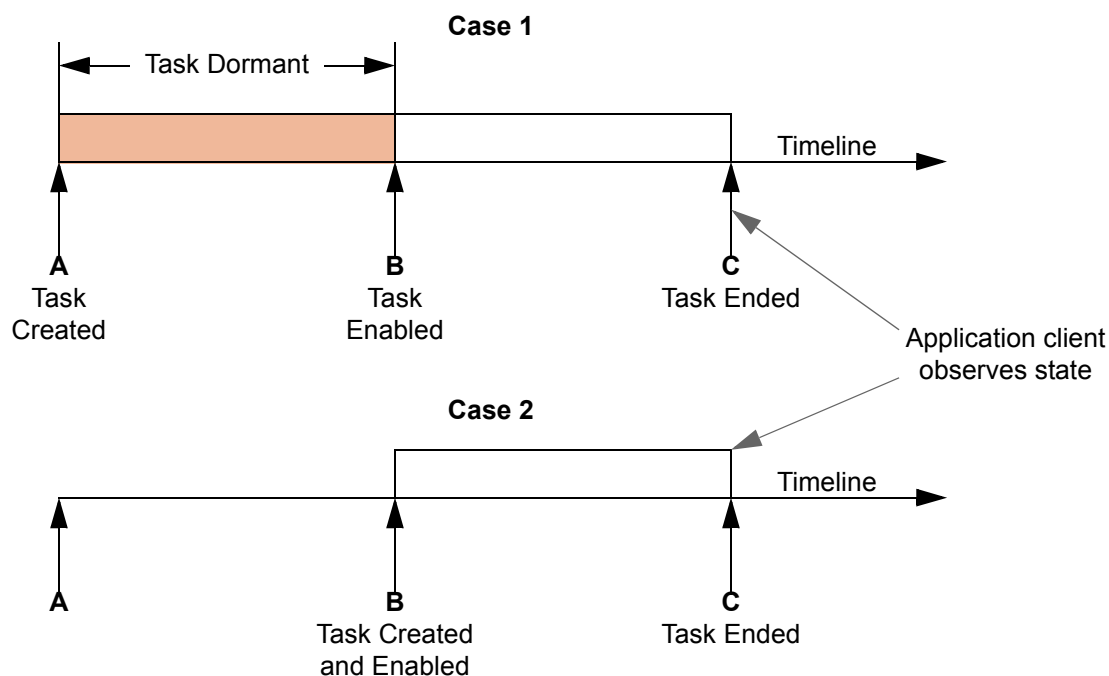 Case 1
Task Dormant
Timeline
A
Task
Created
B
Task
Enabled
C
Task Ended
Application client
observes state
Case 2
Timeline
A
B
Task Created
and Enabled
C
Task Ended